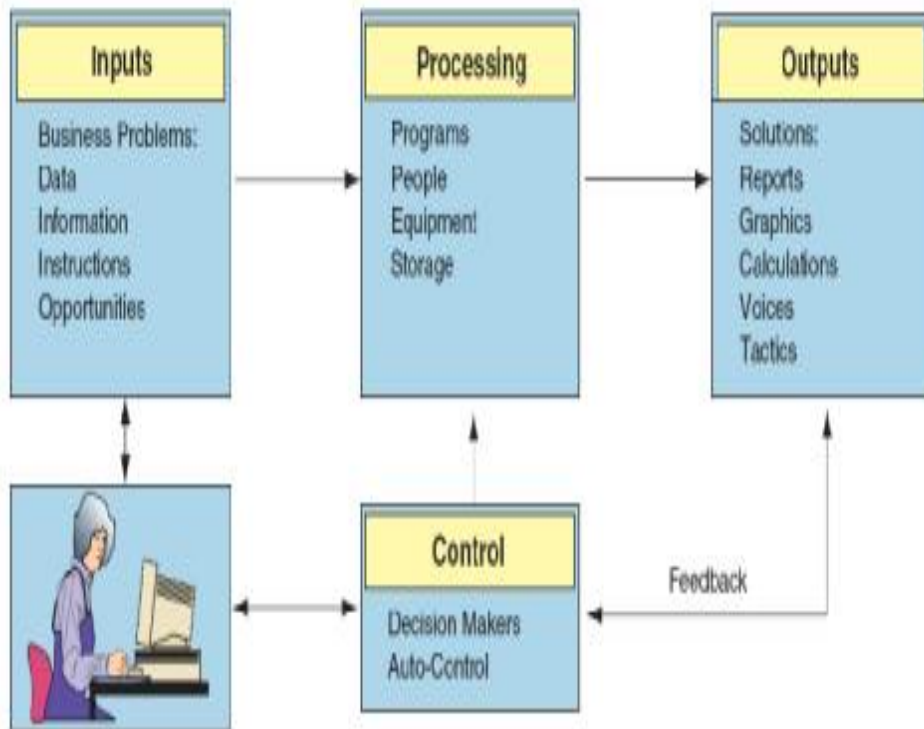 Inputs
Business Problems:
Data
Information
Instructions
Opportunities
Processing
Programs
People
Equipment
Storage
Outputs
Solutions:
Reports
Graphics
Calculations
Voices
Tactics
Control
Decision Makers
Auto-Control
Feedback